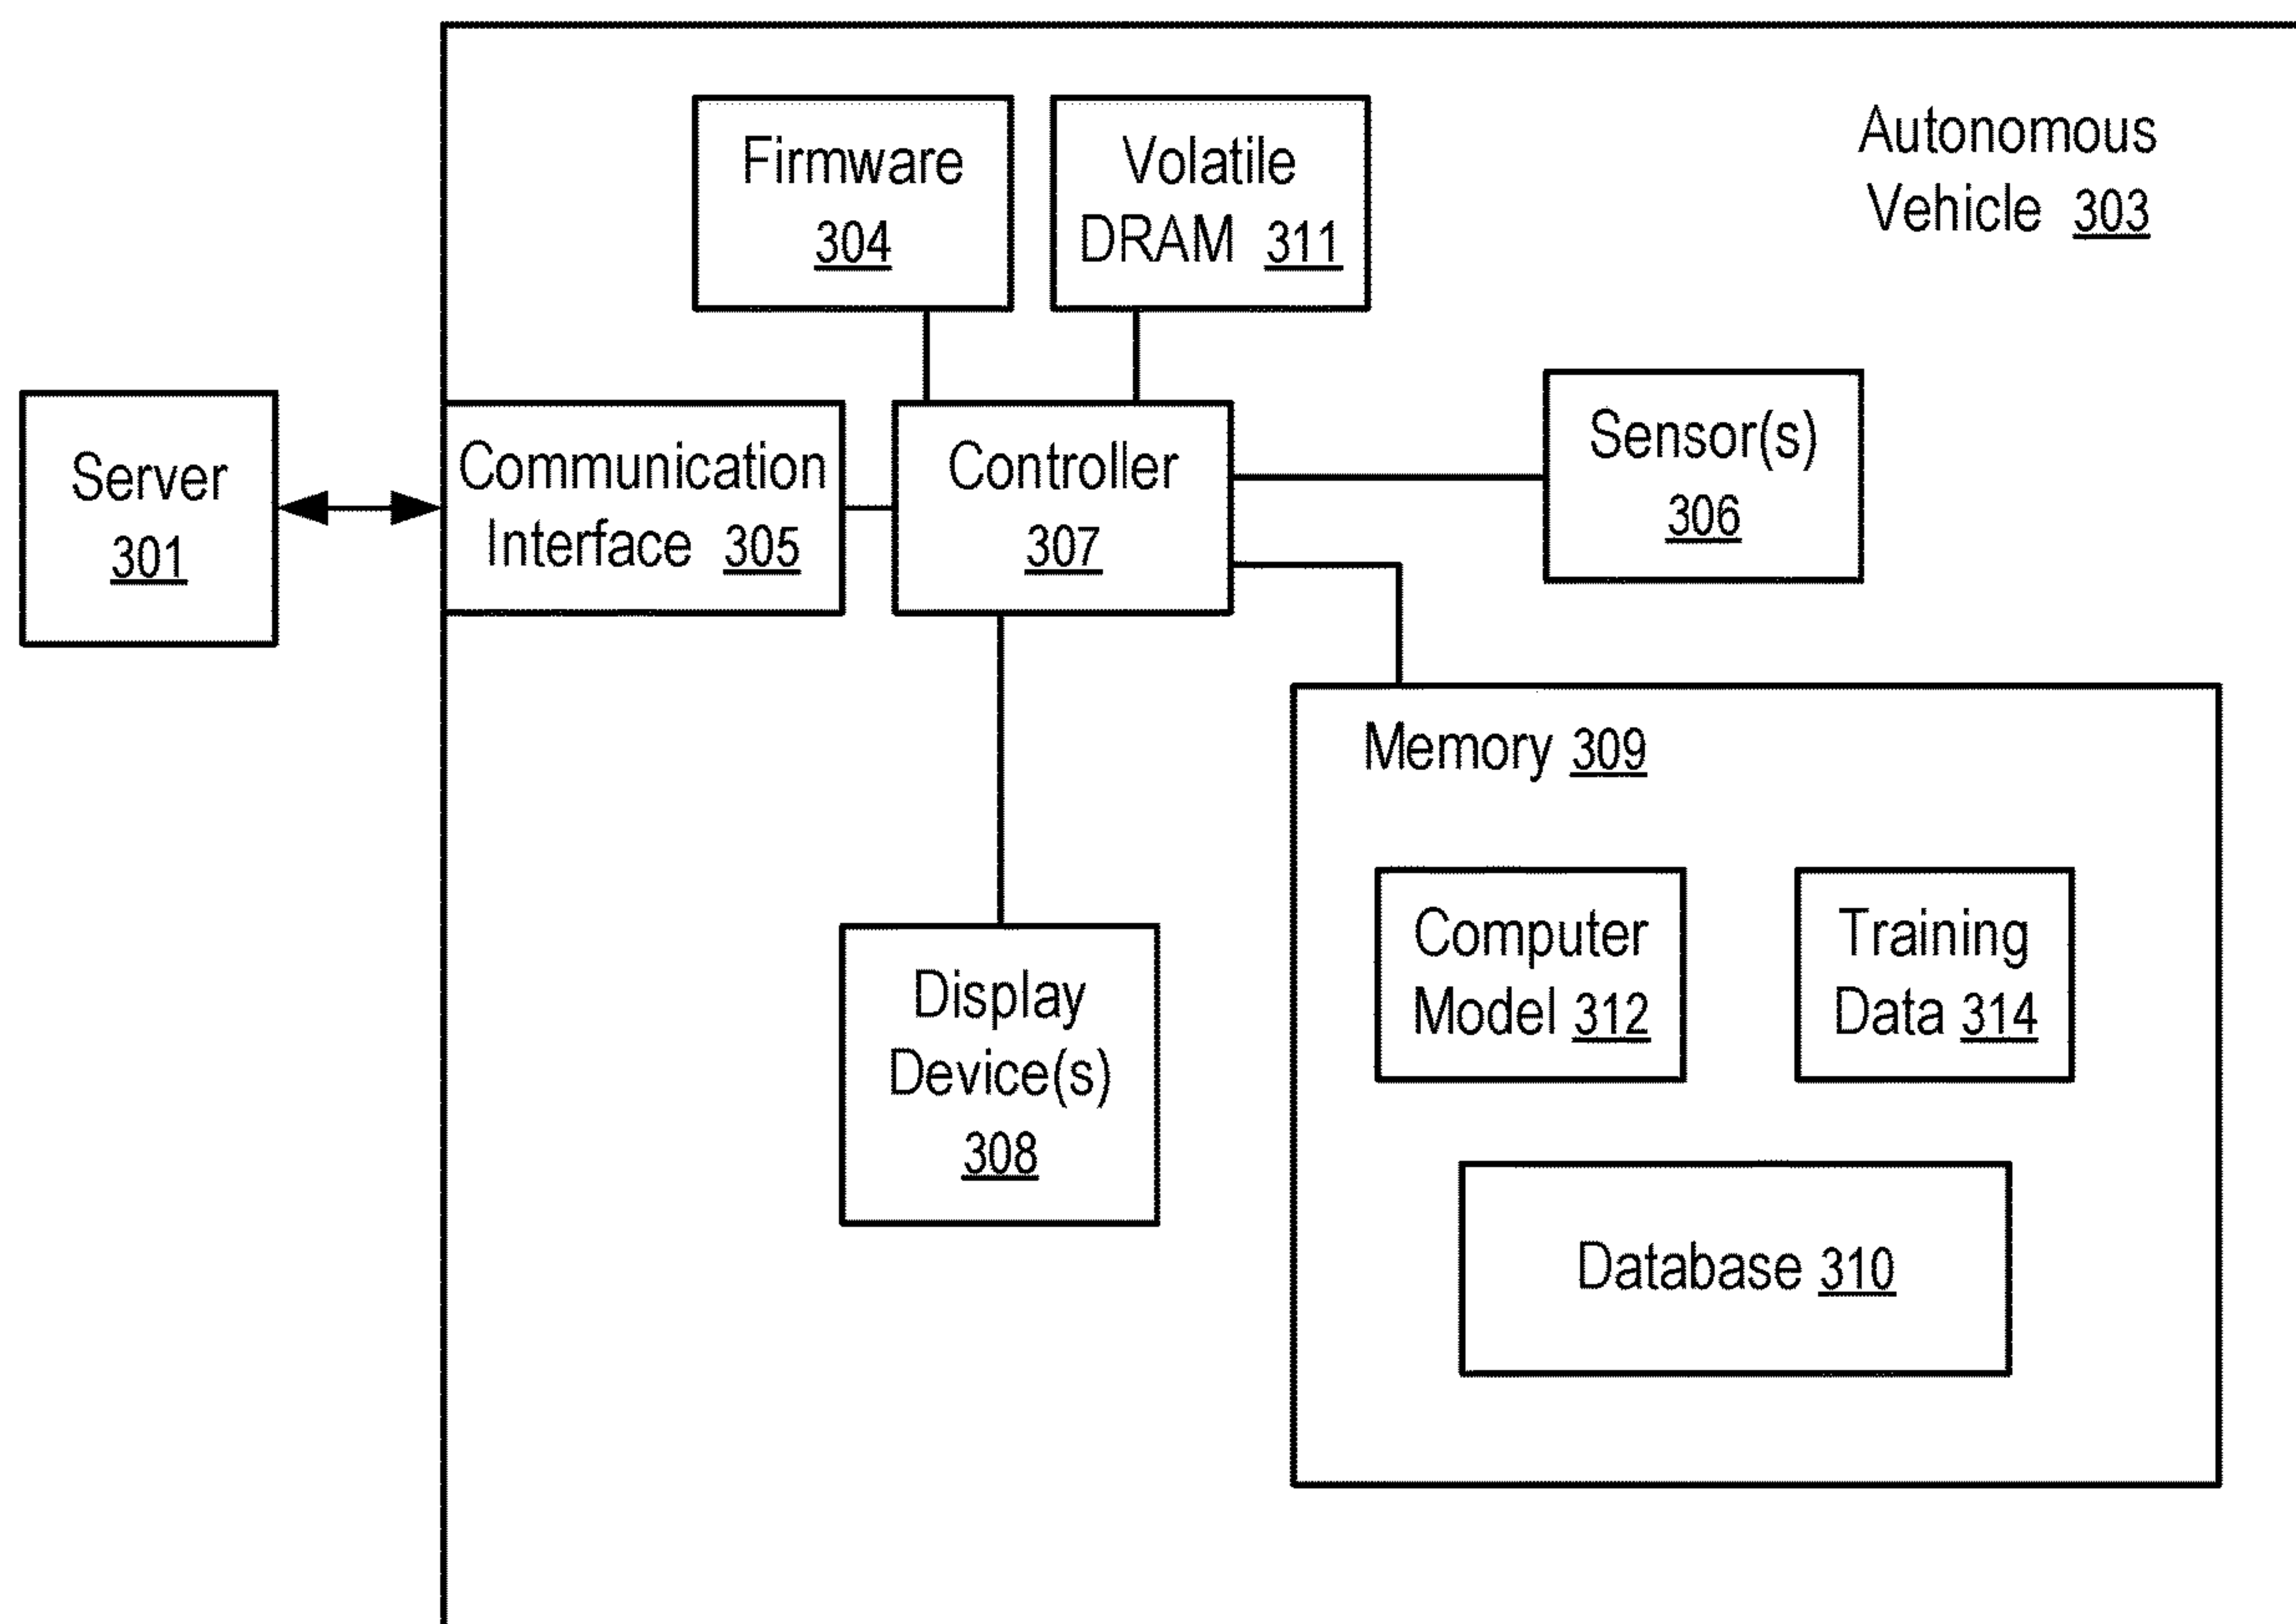 Firmware
304
Volatile
DRAM 311
Autonomous
Vehicle 303
Server
301
Communication
Interface 305
Controller
307
Sensor(s)
306
Memory 309
Display
Device(s)
308
Computer
Model 312
Training
Data 314
Database 310